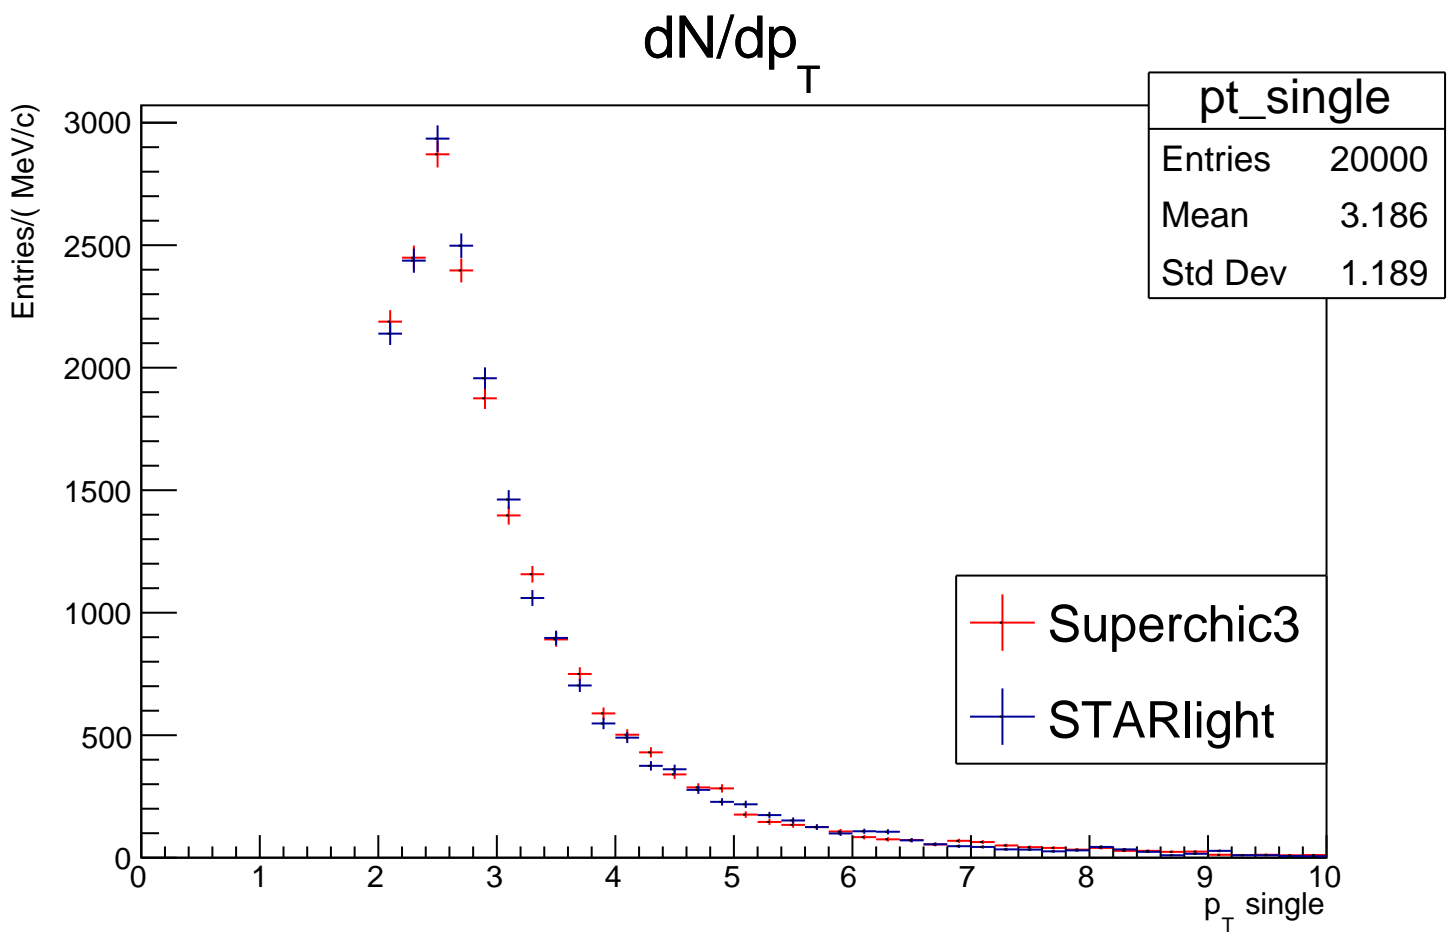 dN/dp_T
pt_single
Entries 20000
Mean 3.186
Std Dev 1.189
Entries/( MeV/c)
3000
2500
2000
1500
1000
500
0
Superchic3
STARlight
0 1 2 3 4 5 6 7 8 9 10
p_T single